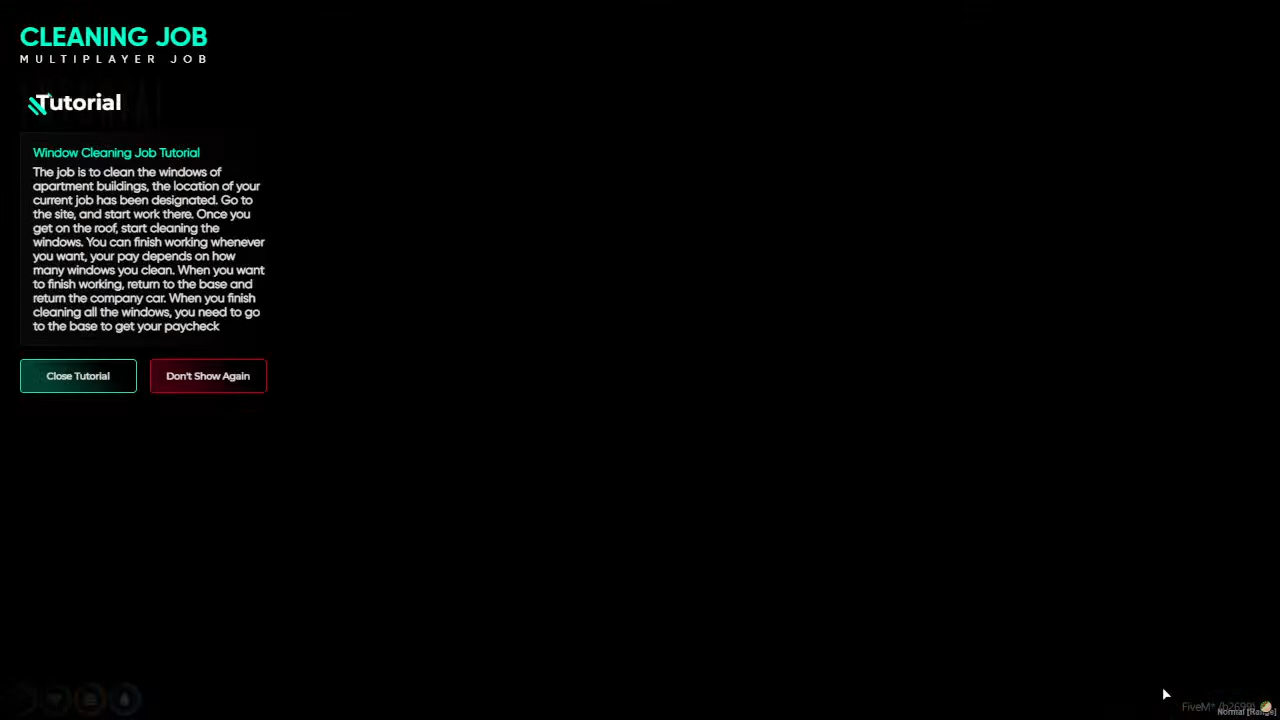 CLEANING JOB
MULTIPLAYER JOB
Tutorial
Window Cleaning Job Tutorial
The job is to clean the windows of
apartment buildings, the location of your
current job has been designated. Go to
the site, and start work there. Once you
get on the roof, start cleaning the
windows. You can finish working whenever
you want, your pay depends on how
many windows you clean. When you want
to finish working, return to the base and
return the company car. When you finish
cleaning all the windows, you need to go
to the base to get your paycheck
Close Tutorial
Don't Show Again
FiveM*
Normal [Range]